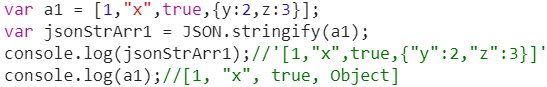 var a1 = [1,"x",true,{y:2,z:3}];
var jsonStrArr1 = JSON.stringify(a1);
console.log(jsonStrArr1);//'[1,"x",true,{"y":2,"z":3}]'
console.log(a1);//[1, "x", true, Object]